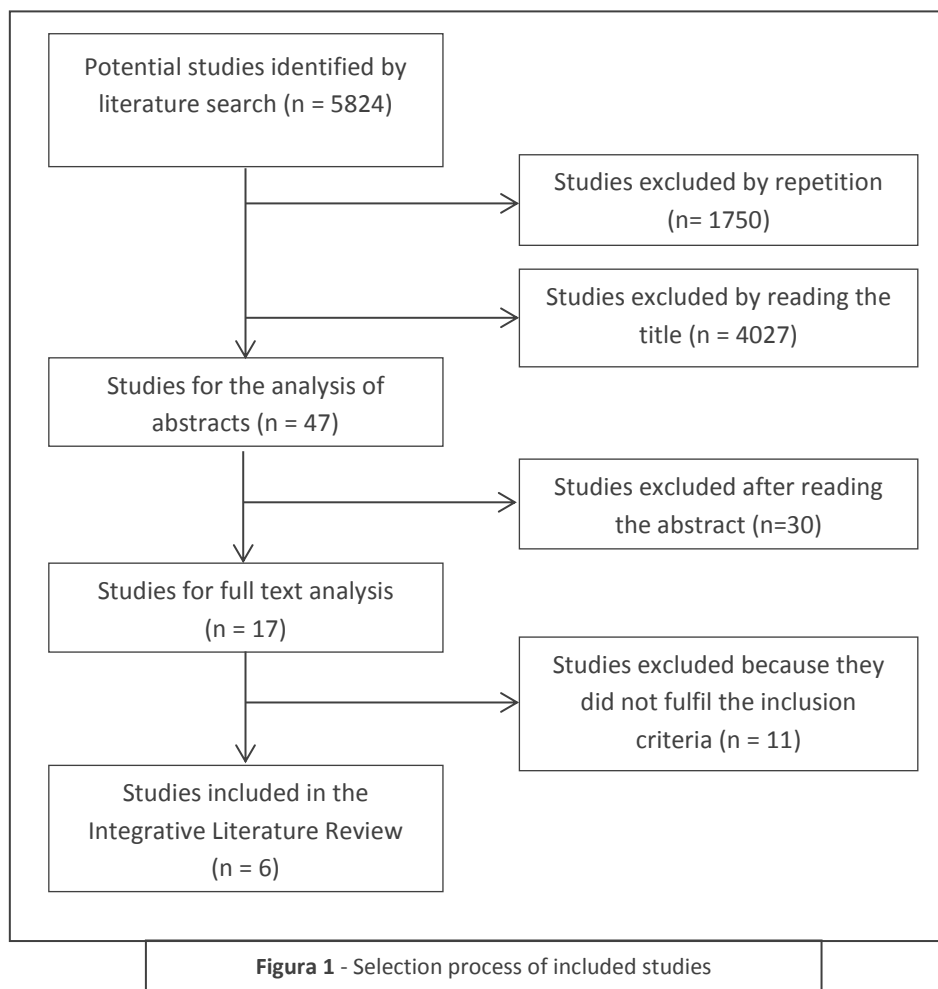 Potential studies identified by
literature search (n = 5824)
Studies excluded by repetition
(n= 1750)
Studies excluded by reading the
title (n = 4027)
Studies for the analysis of
abstracts (n = 47)
Studies excluded after reading
the abstract (n=30)
Studies for full text analysis
(n = 17)
Studies excluded because they
did not fulfil the inclusion
criteria (n = 11)
Studies included in the
Integrative Literature Review
(n = 6)
Figura 1 - Selection process of included studies